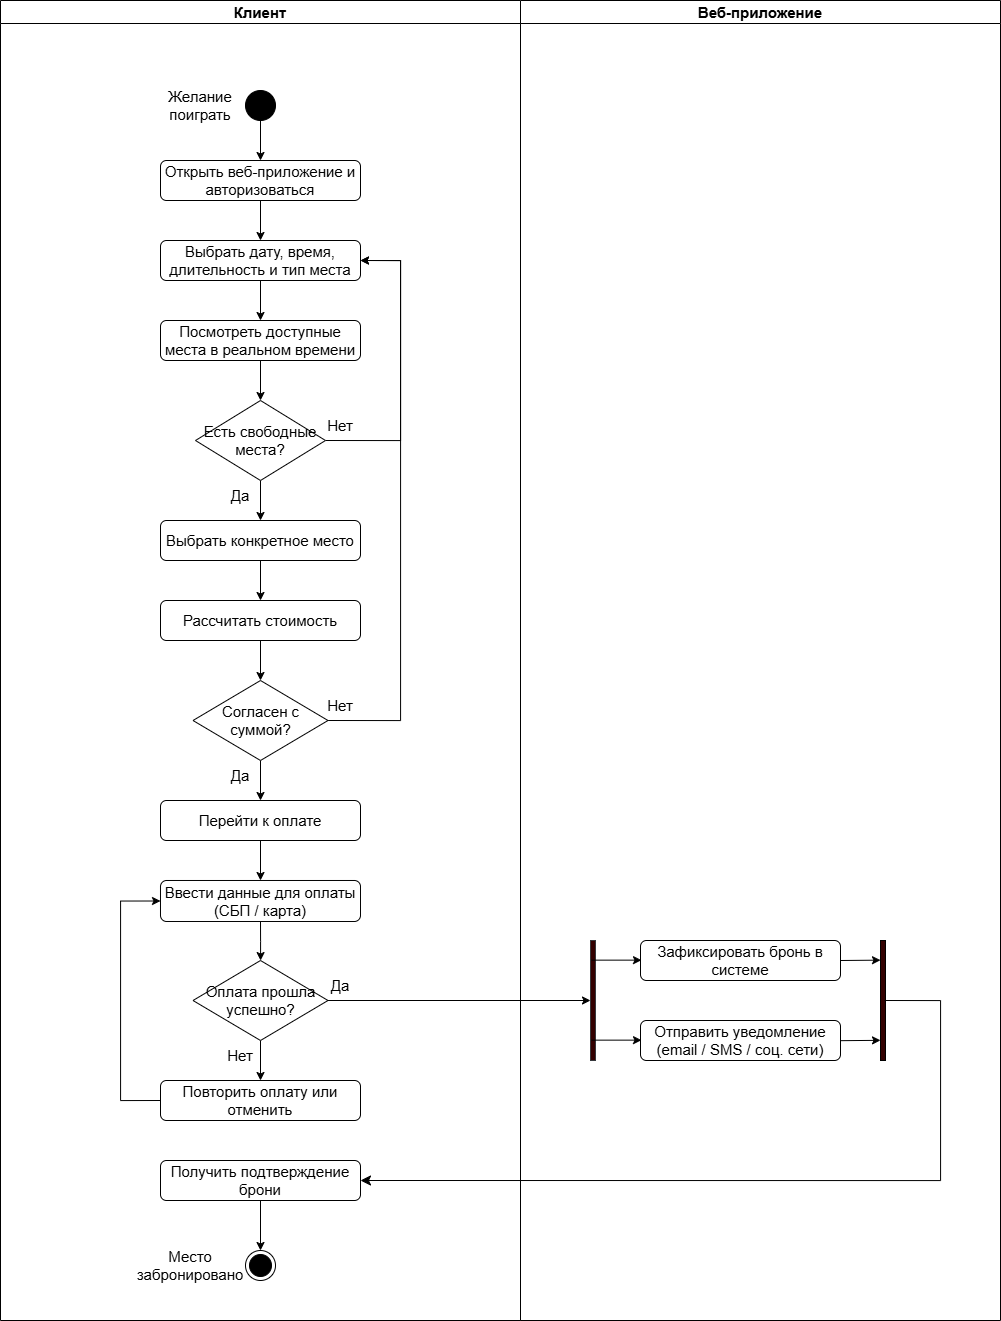 Клиент
Веб-приложение
Желание
поиграть
Открыть веб-приложение и
авторизоваться
Выбрать дату, время,
длительность и тип места
Посмотреть доступные
места в реальном времени
Есть свободные
места?
Нет
Да
Выбрать конкретное место
Рассчитать стоимость
Согласен с
суммой?
Нет
Да
Перейти к оплате
Ввести данные для оплаты
(СБП / карта)
Оплата прошла
успешно?
Да
Нет
Зафиксировать бронь в
системе
Отправить уведомление
(email / SMS / соц. сети)
Повторить оплату или
отменить
Получить подтверждение
брони
Место
забронировано